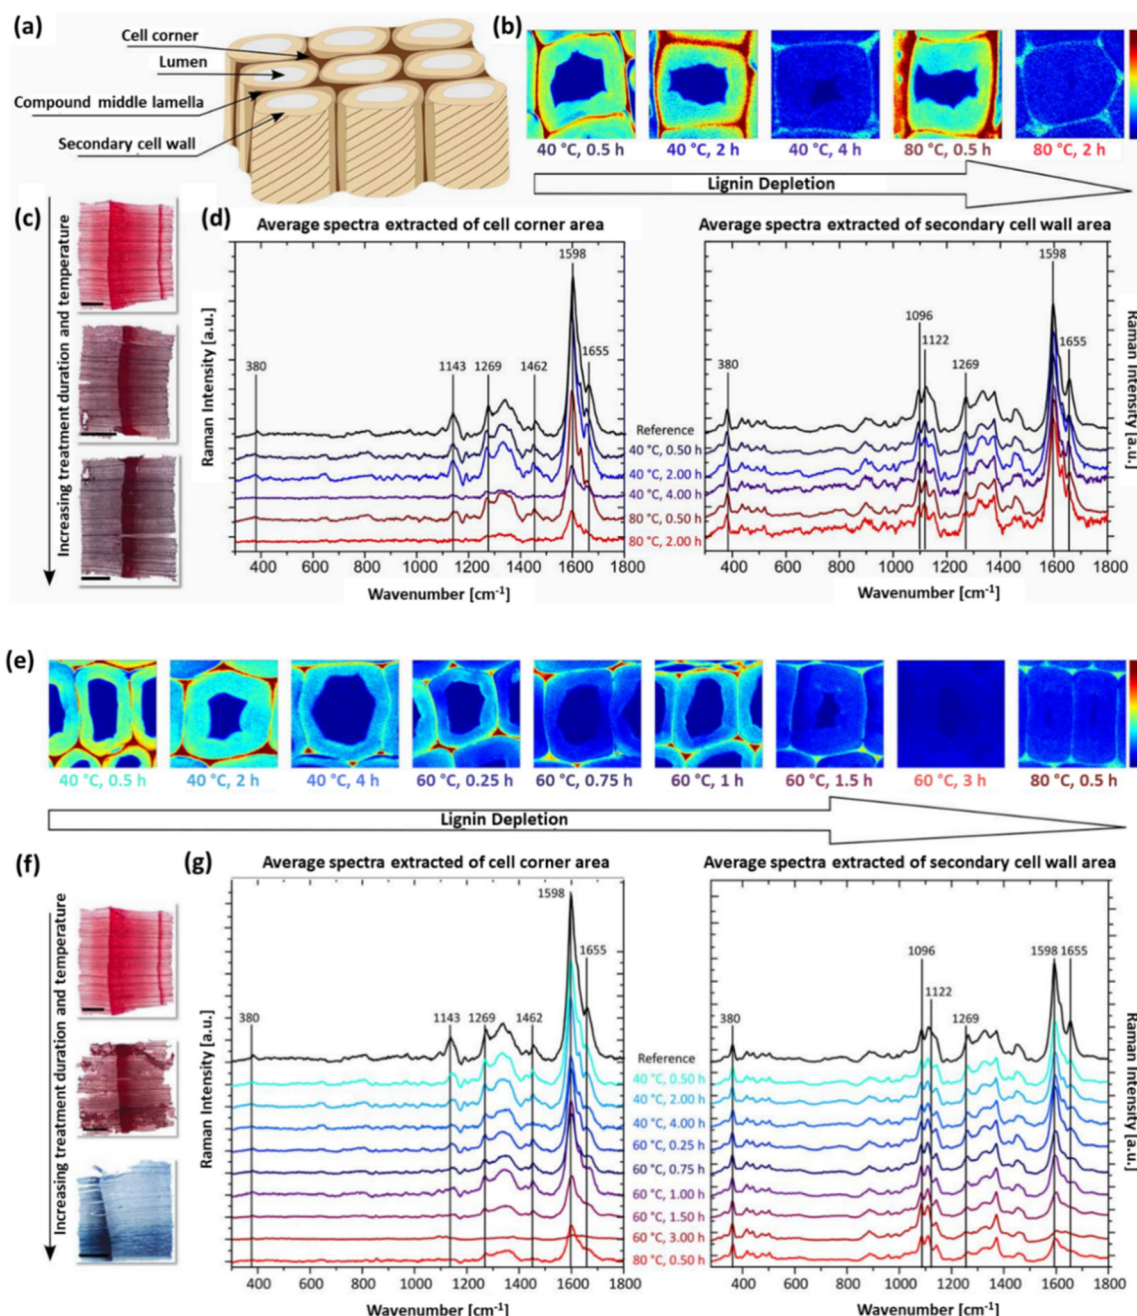 (a)
Cell corner
Lumen
Compound middle lamella
Secondary cell wall
(b)
40 °C, 0.5 h
40 °C, 2 h
40 °C, 4 h
80 °C, 0.5 h
80 °C, 2 h
Lignin Depletion
(c)
Increasing treatment duration and temperature
(d)
Average spectra extracted of cell corner area
Raman Intensity [a.u.]
380
1143
1269
1462
1598
1655
300
600
800
1000
1200
1400
1600
1800
Wavenumber [cm⁻¹]
Reference
40 °C, 0.50 h
40 °C, 2.00 h
40 °C, 4.00 h
80 °C, 0.50 h
80 °C, 2.00 h
Average spectra extracted of secondary cell wall area
380
1096
1122
1269
1598
1655
400
600
800
1000
1200
1400
1600
1800
Wavenumber [cm⁻¹]
Raman Intensity [a.u.]
(e)
40 °C, 0.5 h
40 °C, 2 h
40 °C, 4 h
60 °C, 0.25 h
60 °C, 0.75 h
60 °C, 1 h
60 °C, 1.5 h
60 °C, 3 h
80 °C, 0.5 h
Lignin Depletion
(f)
Increasing treatment duration and temperature
(g)
Average spectra extracted of cell corner area
Raman Intensity [a.u.]
380
1143
1269
1462
1598
1655
400
600
800
1000
1200
1400
1600
1800
Wavenumber [cm⁻¹]
Reference
40 °C, 0.50 h
40 °C, 2.00 h
40 °C, 4.00 h
60 °C, 0.25 h
60 °C, 0.75 h
60 °C, 1.00 h
60 °C, 1.50 h
60 °C, 3.00 h
80 °C, 0.50 h
Average spectra extracted of secondary cell wall area
380
1096
1122
1269
1598
1655
400
600
800
1000
1200
1400
1600
1800
Wavenumber [cm⁻¹]
Raman Intensity [a.u.]